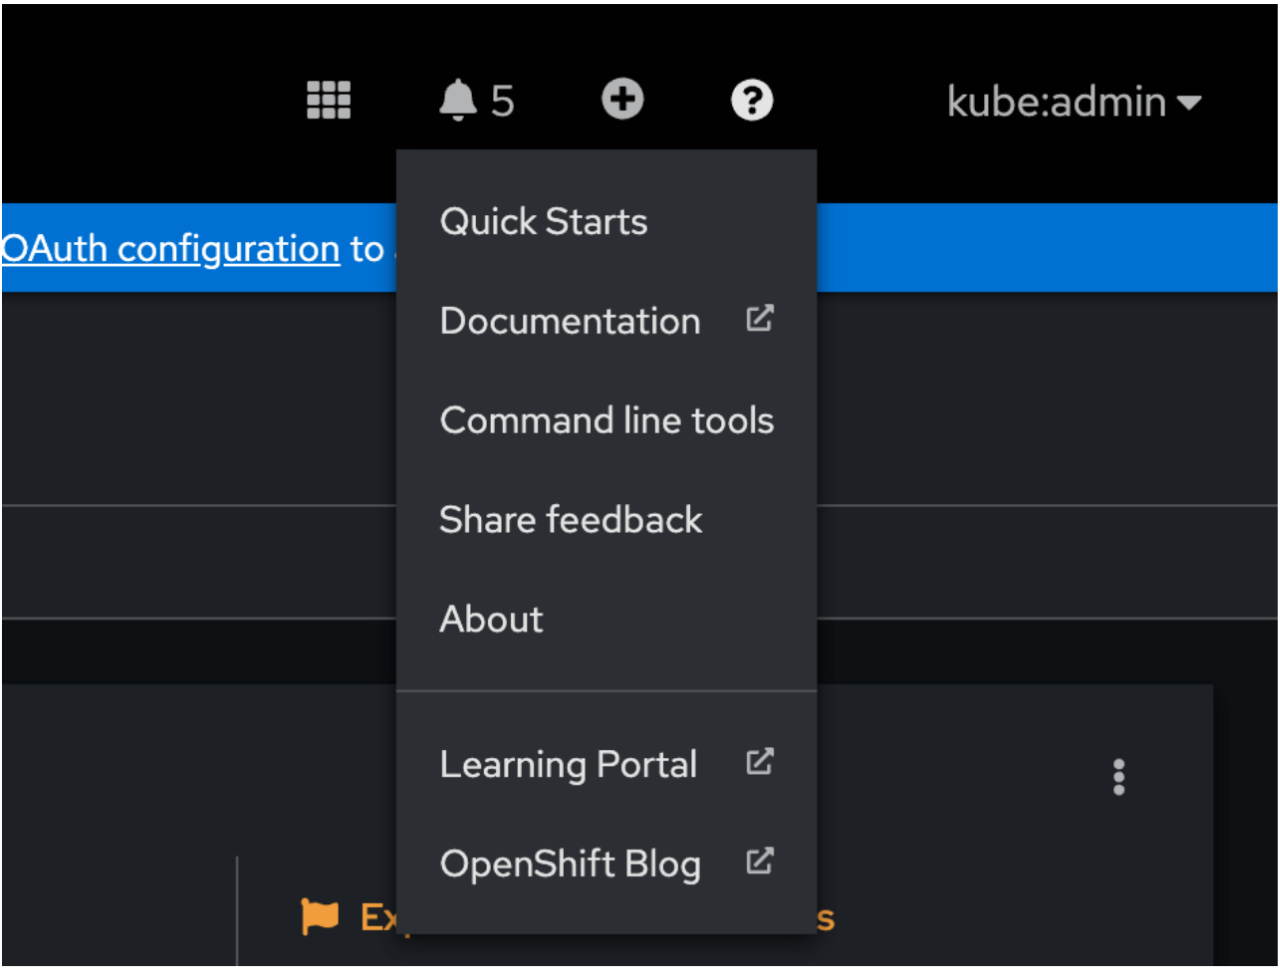 5
kube:admin
OAuth configuration to
Quick Starts
Documentation
Command line tools
Share feedback
About
Learning Portal
OpenShift Blog